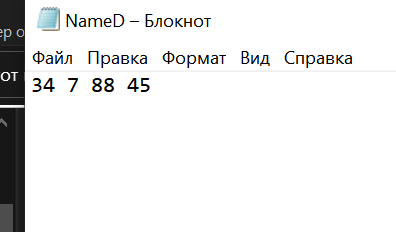 NameD – Блокнот
Файл Правка Формат Вид Справка
34 7 88 45